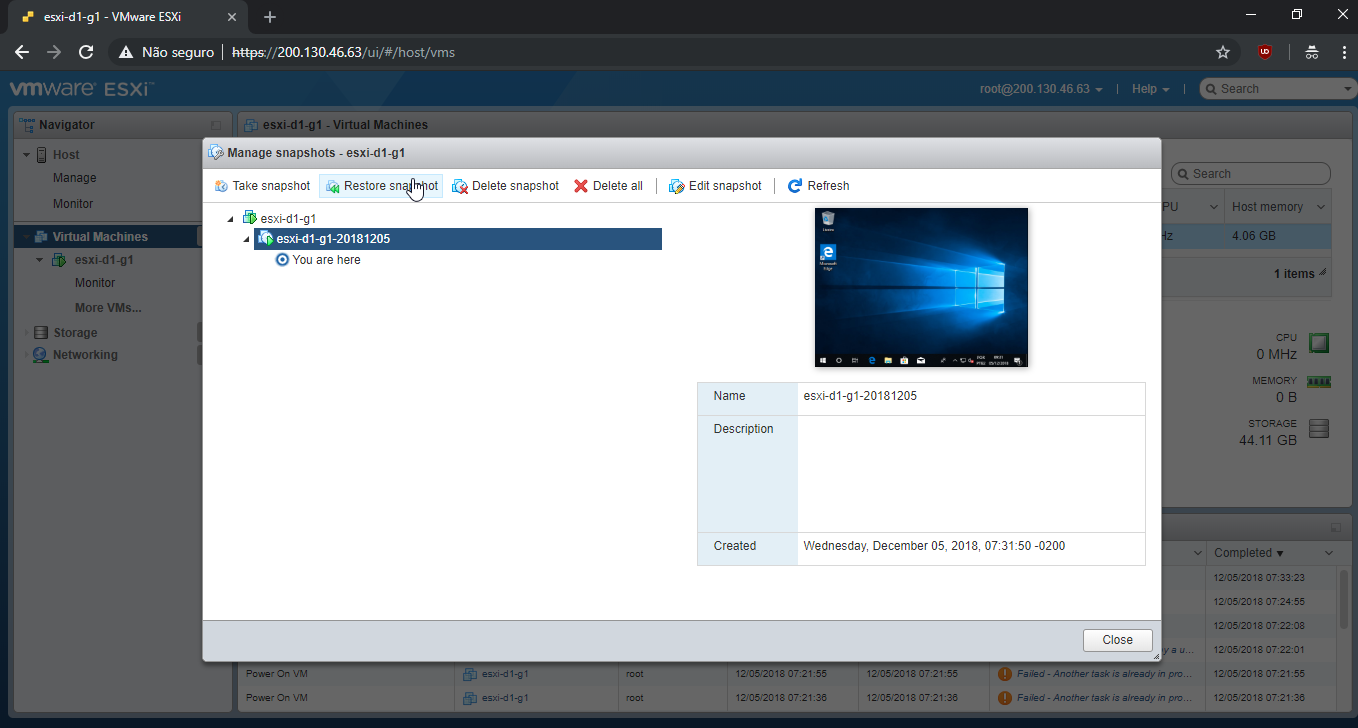 esxi-d1-g1 - VMware ESXi
Não seguro | https://200.130.46.63/ui/#/host/vms
vmware ESXi™
root@200.130.46.63 | Help | Search
Navigator
esxi-d1-g1 - Virtual Machines
Host
Manage
Monitor
Virtual Machines
esxi-d1-g1
Monitor
More VMs...
Storage
Networking
Manage snapshots - esxi-d1-g1
Take snapshot Restore snapshot Delete snapshot Delete all Edit snapshot Refresh
esxi-d1-g1
esxi-d1-g1-20181205
You are here
Name esxi-d1-g1-20181205
Description
Created Wednesday, December 05, 2018, 07:31:50 -0200
Close
Search
PU Host memory
Hz 4.06 GB
1 items
CPU
0 MHz
MEMORY
0 B
STORAGE
44.11 GB
Completed ▼
12/05/2018 07:33:23
12/05/2018 07:24:55
12/05/2018 07:22:08
y a u... 12/05/2018 07:22:01
Power On VM esxi-d1-g1 root 12/05/2018 07:21:55 12/05/2018 07:21:55 Failed - Another task is already in pro... 12/05/2018 07:21:55
Power On VM esxi-d1-g1 root 12/05/2018 07:21:36 12/05/2018 07:21:36 Failed - Another task is already in pro... 12/05/2018 07:21:36